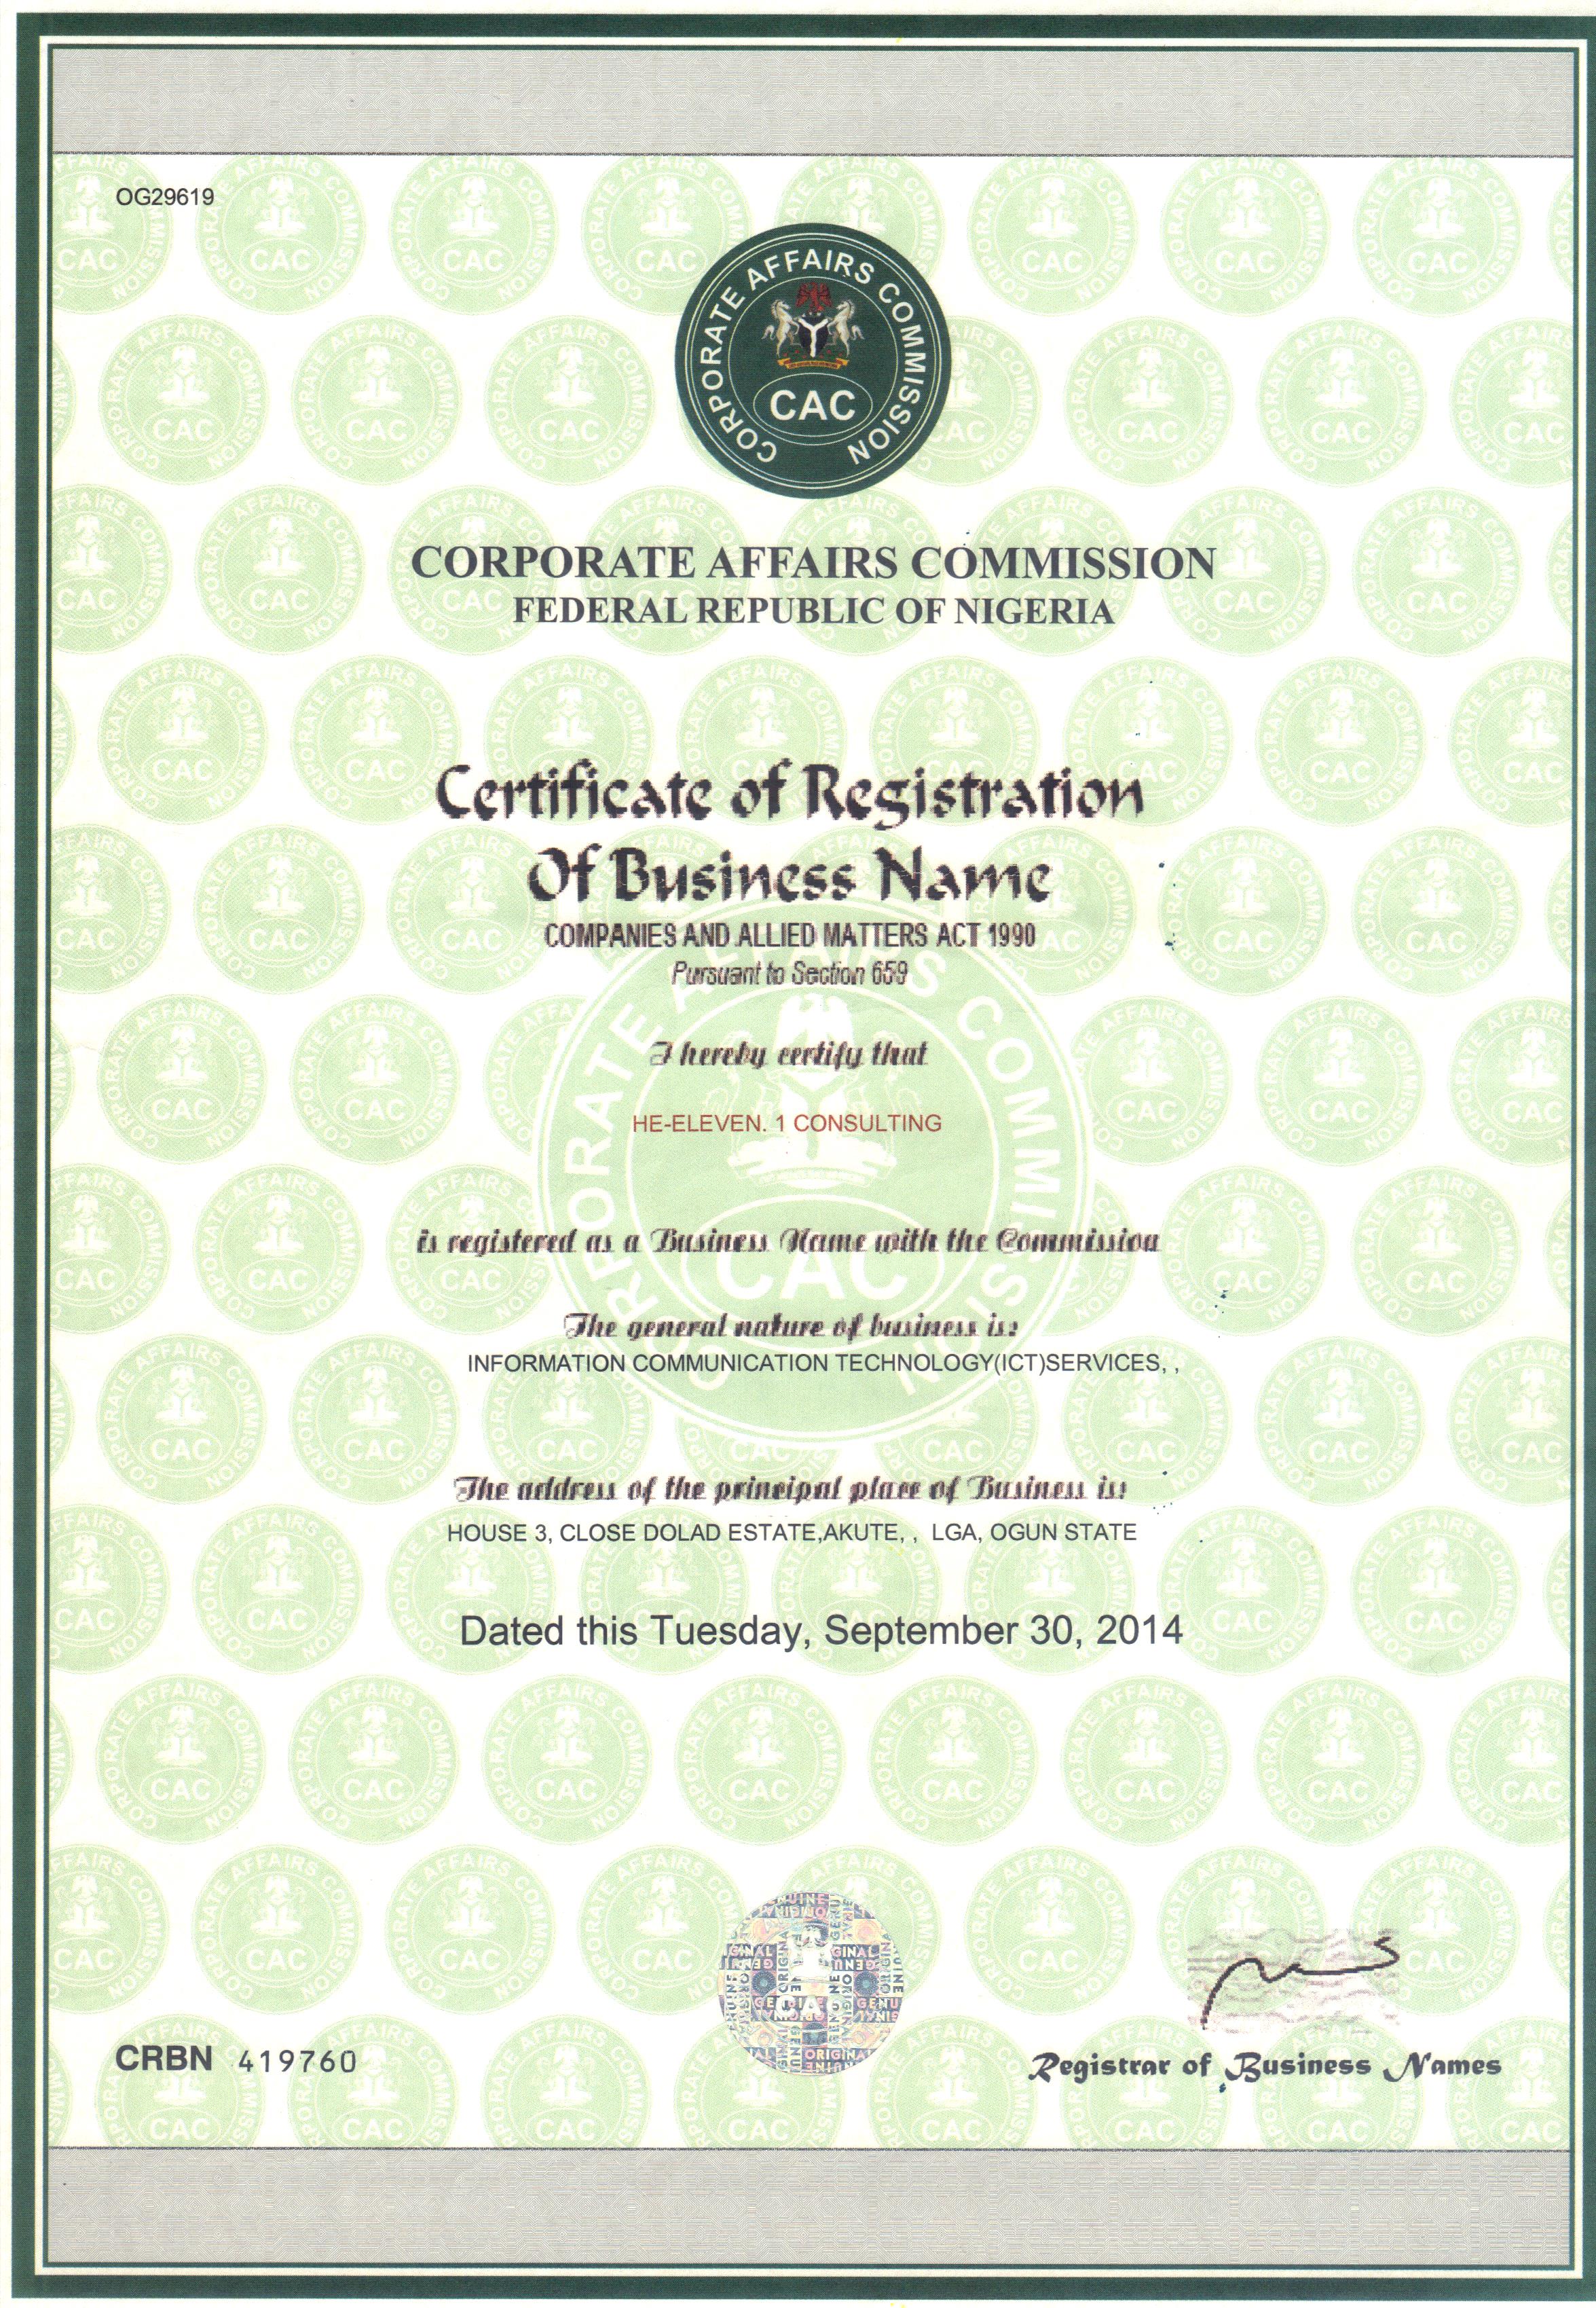 OG29619
CORPORATE AFFAIRS COMMISSION
CAC
CORPORATE AFFAIRS COMMISSION
FEDERAL REPUBLIC OF NIGERIA
Certificate of Registration
Of Business Name
COMPANIES AND ALLIED MATTERS ACT 1990
Pursuant to Section 659
I hereby certify that
HE-ELEVEN. 1 CONSULTING
is registered as a Business Name with the Commission
The general nature of business is:
INFORMATION COMMUNICATION TECHNOLOGY(ICT)SERVICES, ,
The address of the principal place of Business is:
HOUSE 3, CLOSE DOLAD ESTATE,AKUTE, , LGA, OGUN STATE
Dated this Tuesday, September 30, 2014
GENUINE
ORIGINAL
CRBN 419760
Registrar of Business Names